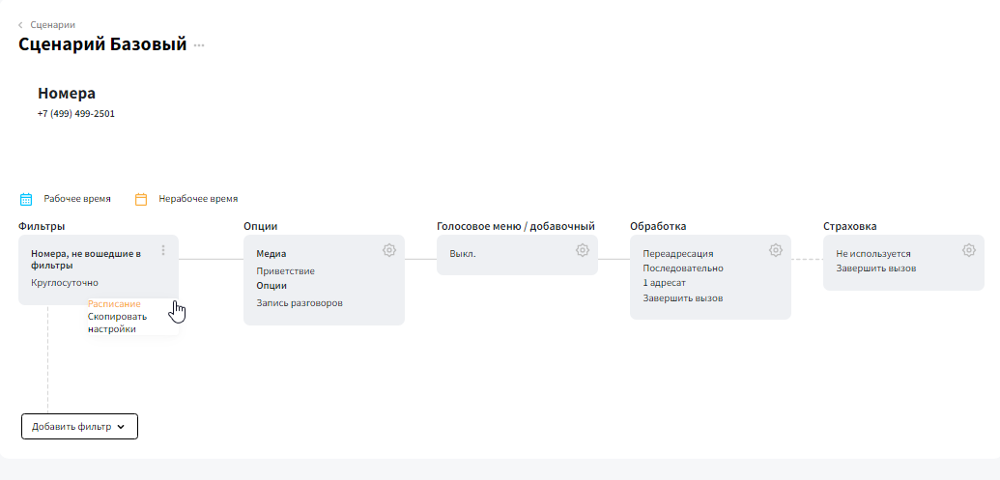 Сценарии
Сценарий Базовый
Номера
+7 (499) 499-2501
Рабочее время
Нерабочее время
Фильтры
Номера, не вошедшие в
фильтры
Круглосуточно
Расписание
Скопировать
настройки
Добавить фильтр
Опции
Медиа
Приветствие
Опции
Запись разговоров
Голосовое меню / добавочный
Выкл.
Обработка
Переадресация
Последовательно
1 адресат
Завершить вызов
Страховка
Не используется
Завершить вызов